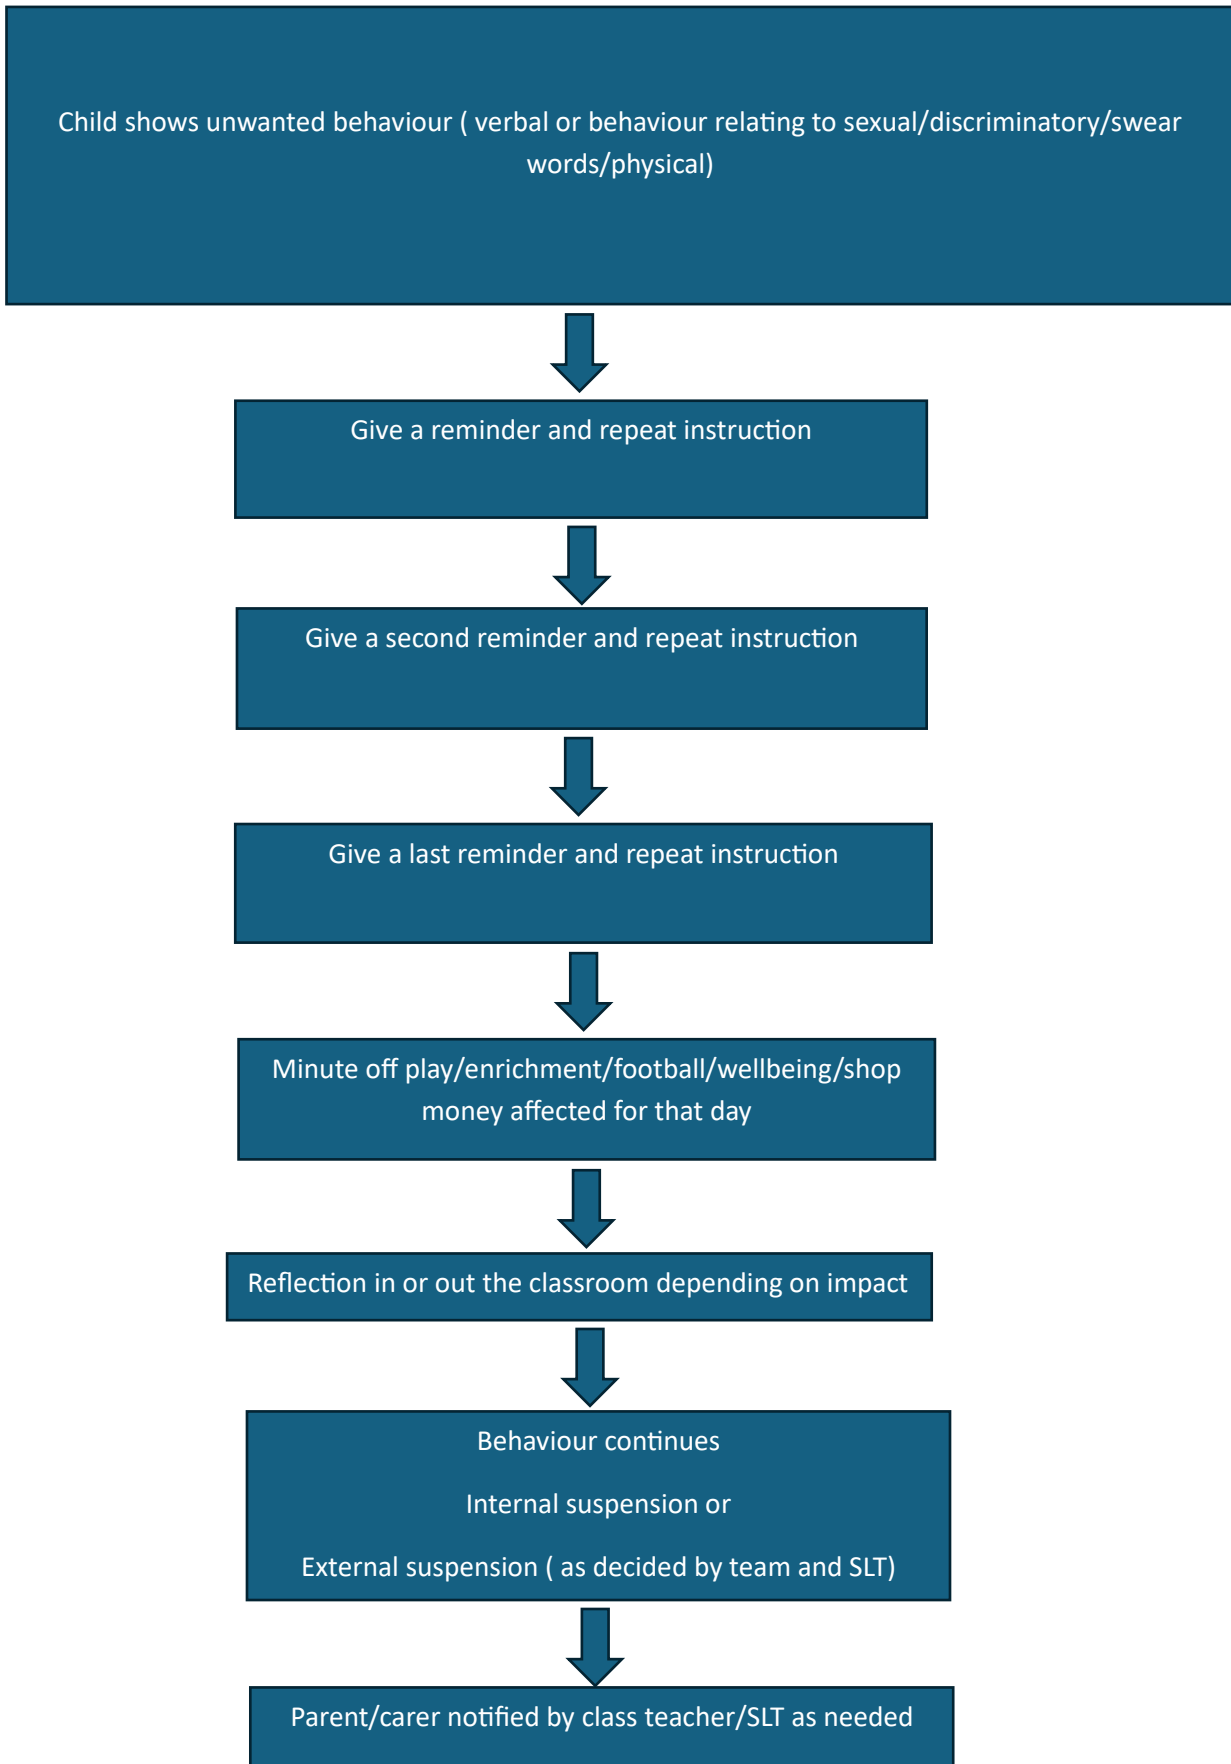 Child shows unwanted behaviour ( verbal or behaviour relating to sexual/discriminatory/swear
words/physical)
Give a reminder and repeat instruction
Give a second reminder and repeat instruction
Give a last reminder and repeat instruction
Minute off play/enrichment/football/wellbeing/shop
money affected for that day
Reflection in or out the classroom depending on impact
Behaviour continues
Internal suspension or
External suspension ( as decided by team and SLT)
Parent/carer notified by class teacher/SLT as needed